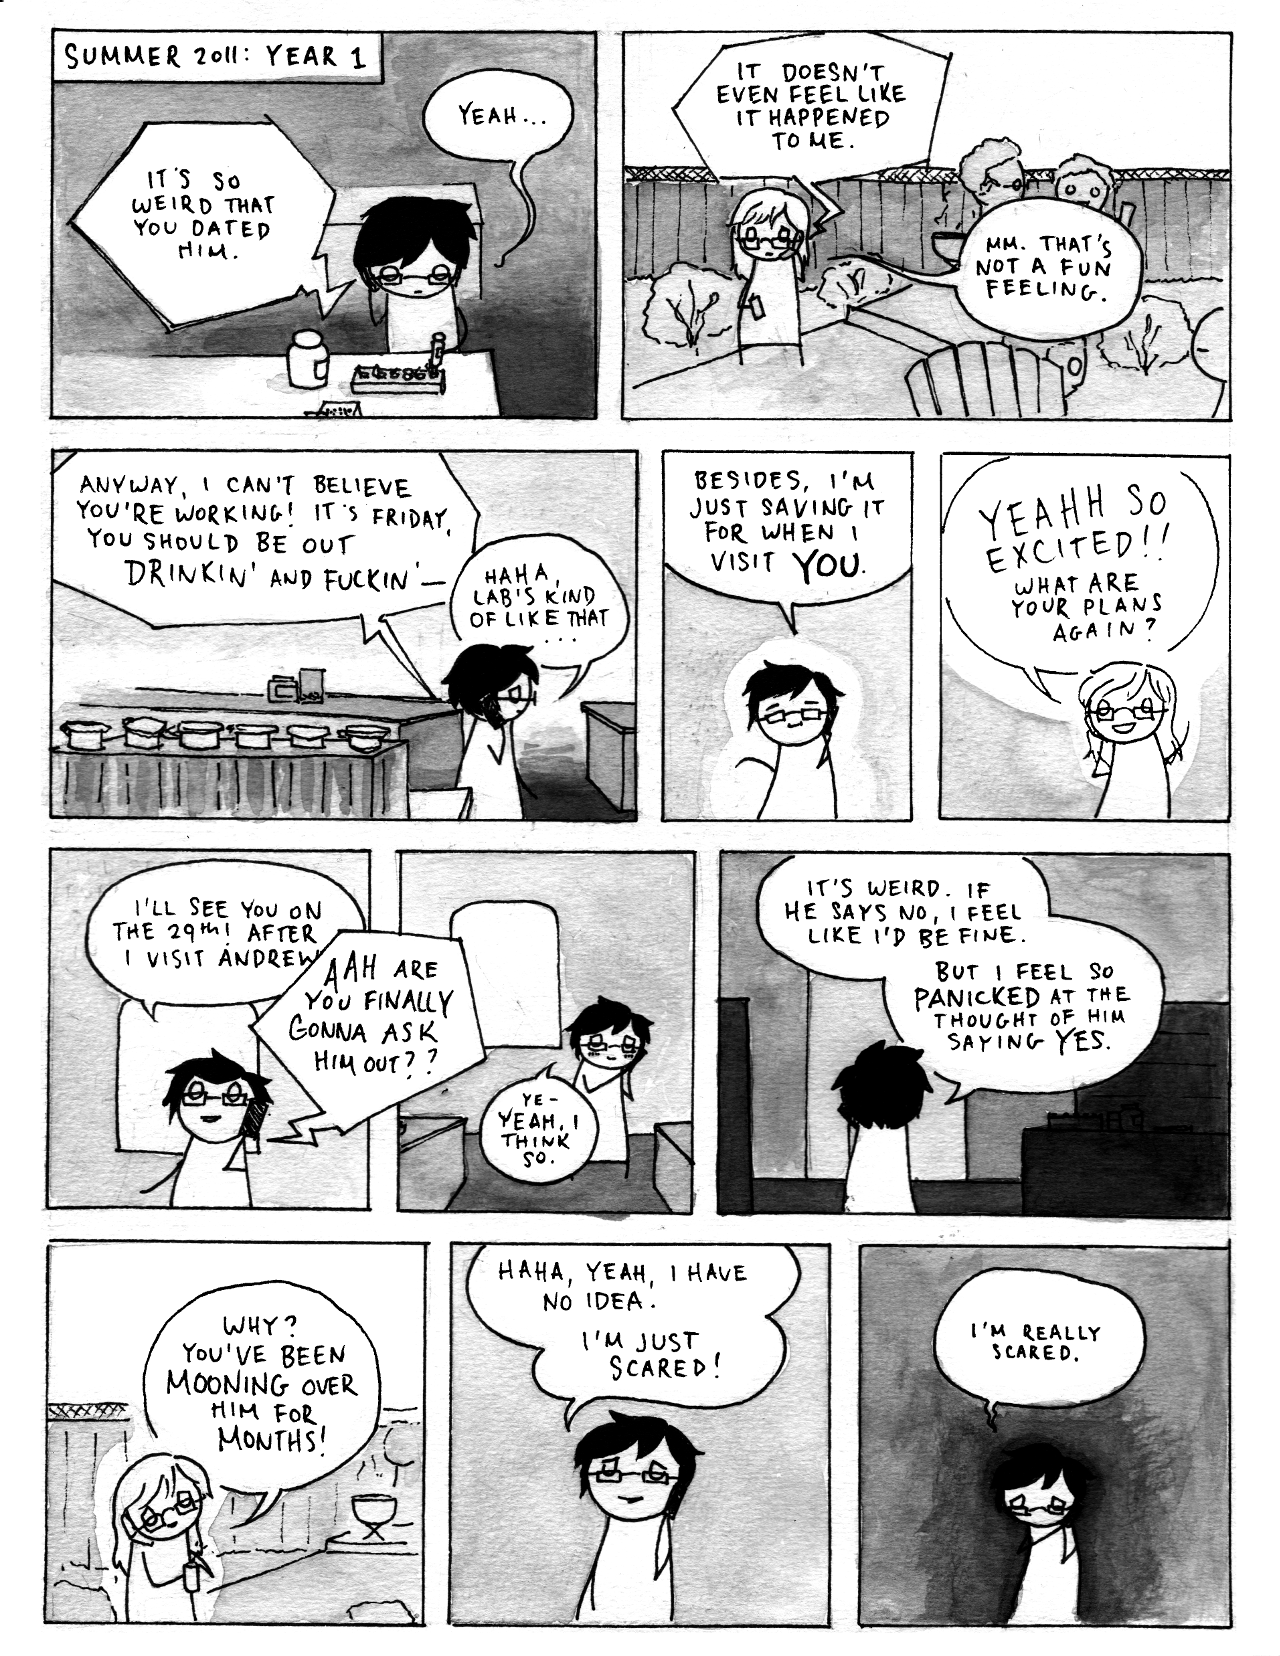 SUMMER 2011: YEAR 1
YEAH...
IT'S SO
WEIRD THAT
YOU DATED
HIM.
IT DOESN'T
EVEN FEEL LIKE
IT HAPPENED
TO ME.
MM. THAT'S
NOT A FUN
FEELING.
ANYWAY, I CAN'T BELIEVE
YOU'RE WORKING! IT'S FRIDAY,
YOU SHOULD BE OUT
DRINKIN' AND FUCKIN'—
HAHA,
LAB'S KIND
OF LIKE THAT
...
BESIDES, I'M
JUST SAVING IT
FOR WHEN I
VISIT YOU.
YEAHH SO
EXCITED!!
WHAT ARE
YOUR PLANS
AGAIN?
I'LL SEE YOU ON
THE 29TH! AFTER
I VISIT ANDREW
AAH ARE
YOU FINALLY
GONNA ASK
HIM OUT??
YE-
YEAH, I
THINK
SO.
IT'S WEIRD. IF
HE SAYS NO, I FEEL
LIKE I'D BE FINE.
BUT I FEEL SO
PANICKED AT THE
THOUGHT OF HIM
SAYING YES.
WHY?
YOU'VE BEEN
MOONING OVER
HIM FOR
MONTHS!
HAHA, YEAH, I HAVE
NO IDEA.
I'M JUST
SCARED!
I'M REALLY
SCARED.